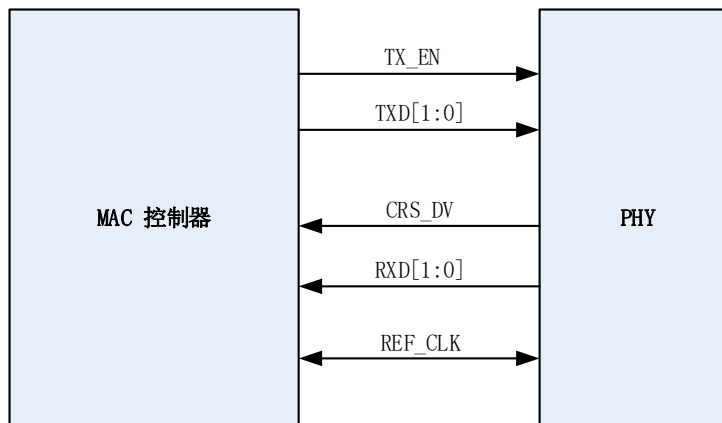 TX_EN
TXD[1:0]
MAC 控制器
CRS_DV
PHY
RXD[1:0]
REF_CLK